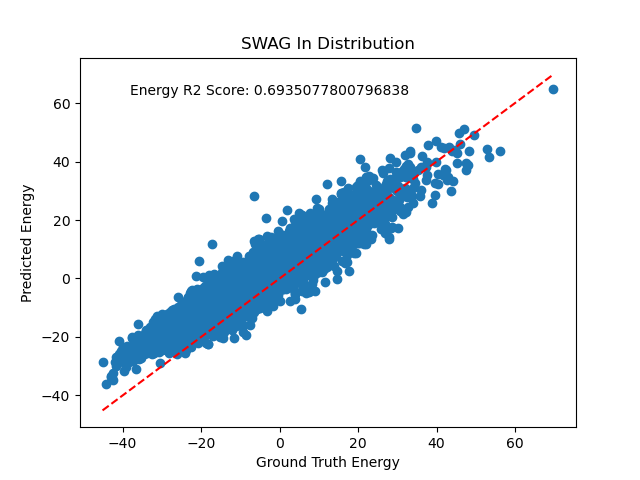 SWAG In Distribution
Energy R2 Score: 0.6935077800796838
60
40
20
0
−20
−40
Predicted Energy
−40 −20 0 20 40 60
Ground Truth Energy